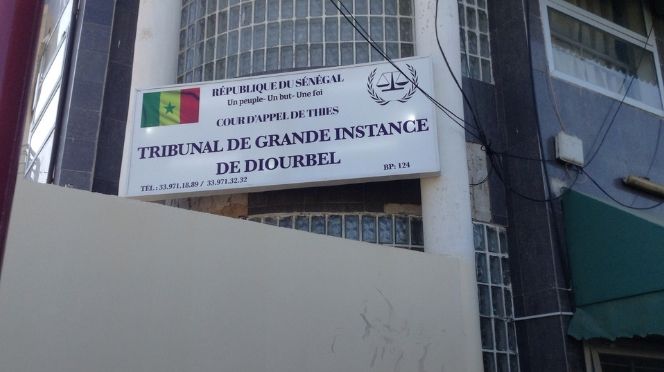 RÉPUBLIQUE DU SÉNÉGAL
Un peuple - Un but - Une foi
COUR D'APPEL DE THIES
TRIBUNAL DE GRANDE INSTANCE
DE DIOURBEL
BP: 124
TÉL : 33.971.18.89 / 33.971.32.32